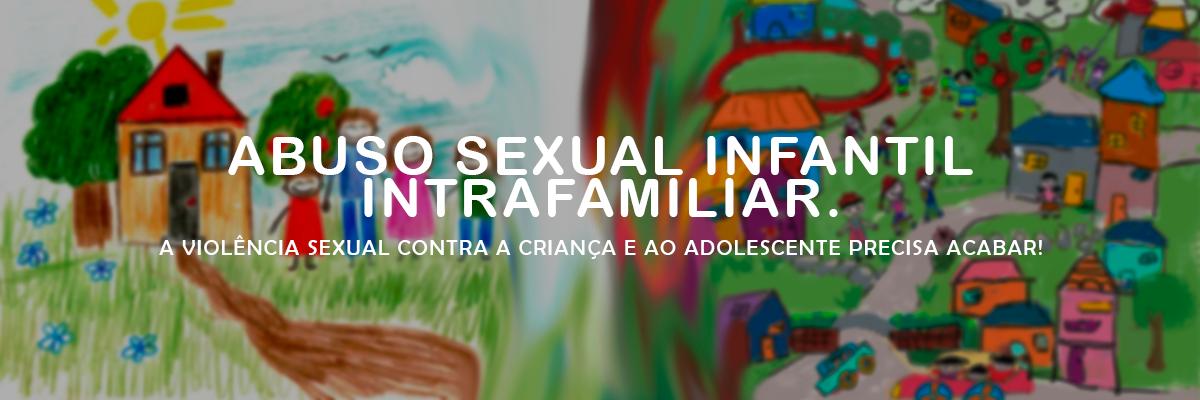 ABUSO SEXUAL INFANTIL
INTRAFAMILIAR.
A VIOLÊNCIA SEXUAL CONTRA A CRIANÇA E AO ADOLESCENTE PRECISA ACABAR!